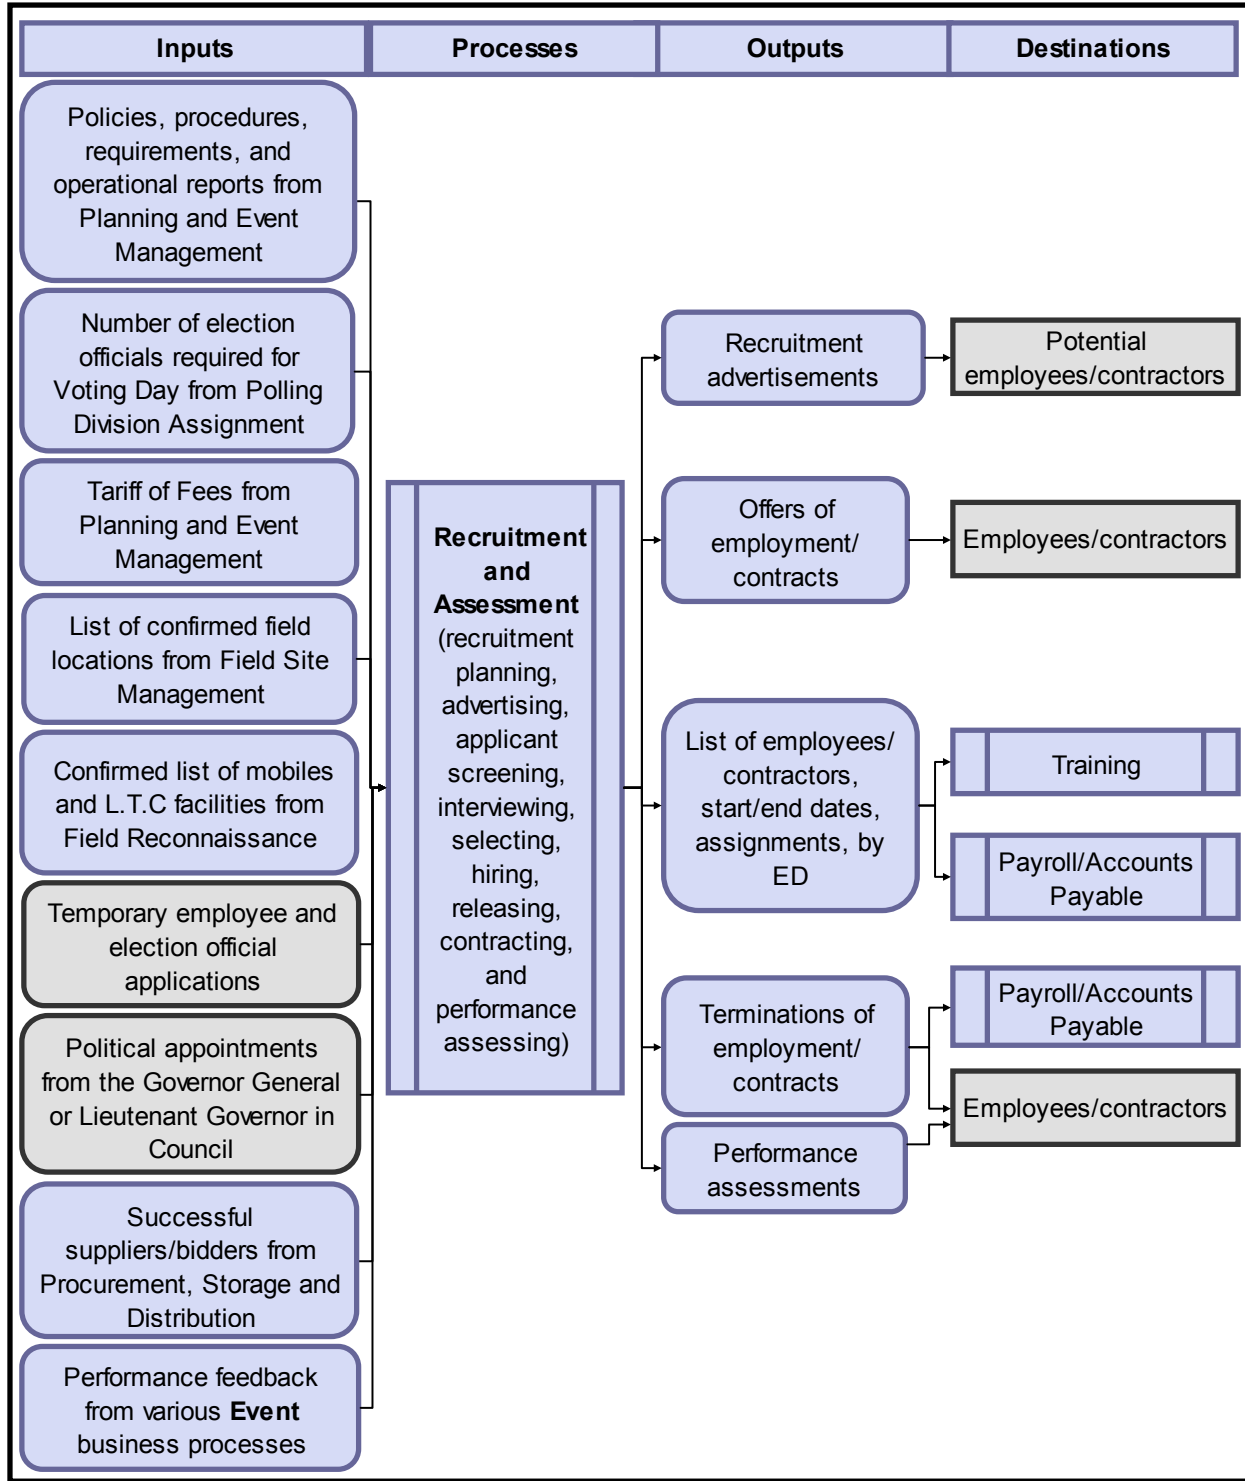 Inputs
Processes
Outputs
Destinations
Policies, procedures,
requirements, and
operational reports from
Planning and Event
Management
Number of election
officials required for
Voting Day from Polling
Division Assignment
Tariff of Fees from
Planning and Event
Management
List of confirmed field
locations from Field Site
Management
Confirmed list of mobiles
and L.T.C facilities from
Field Reconnaissance
Temporary employee and
election official
applications
Political appointments
from the Governor General
or Lieutenant Governor in
Council
Successful
suppliers/bidders from
Procurement, Storage and
Distribution
Performance feedback
from various Event
business processes
Recruitment
and
Assessment
(recruitment
planning,
advertising,
applicant
screening,
interviewing,
selecting,
hiring,
releasing,
contracting,
and
performance
assessing)
Recruitment
advertisements
Offers of
employment/
contracts
List of employees/
contractors,
start/end dates,
assignments, by
ED
Terminations of
employment/
contracts
Performance
assessments
Potential
employees/contractors
Employees/contractors
Training
Payroll/Accounts
Payable
Payroll/Accounts
Payable
Employees/contractors